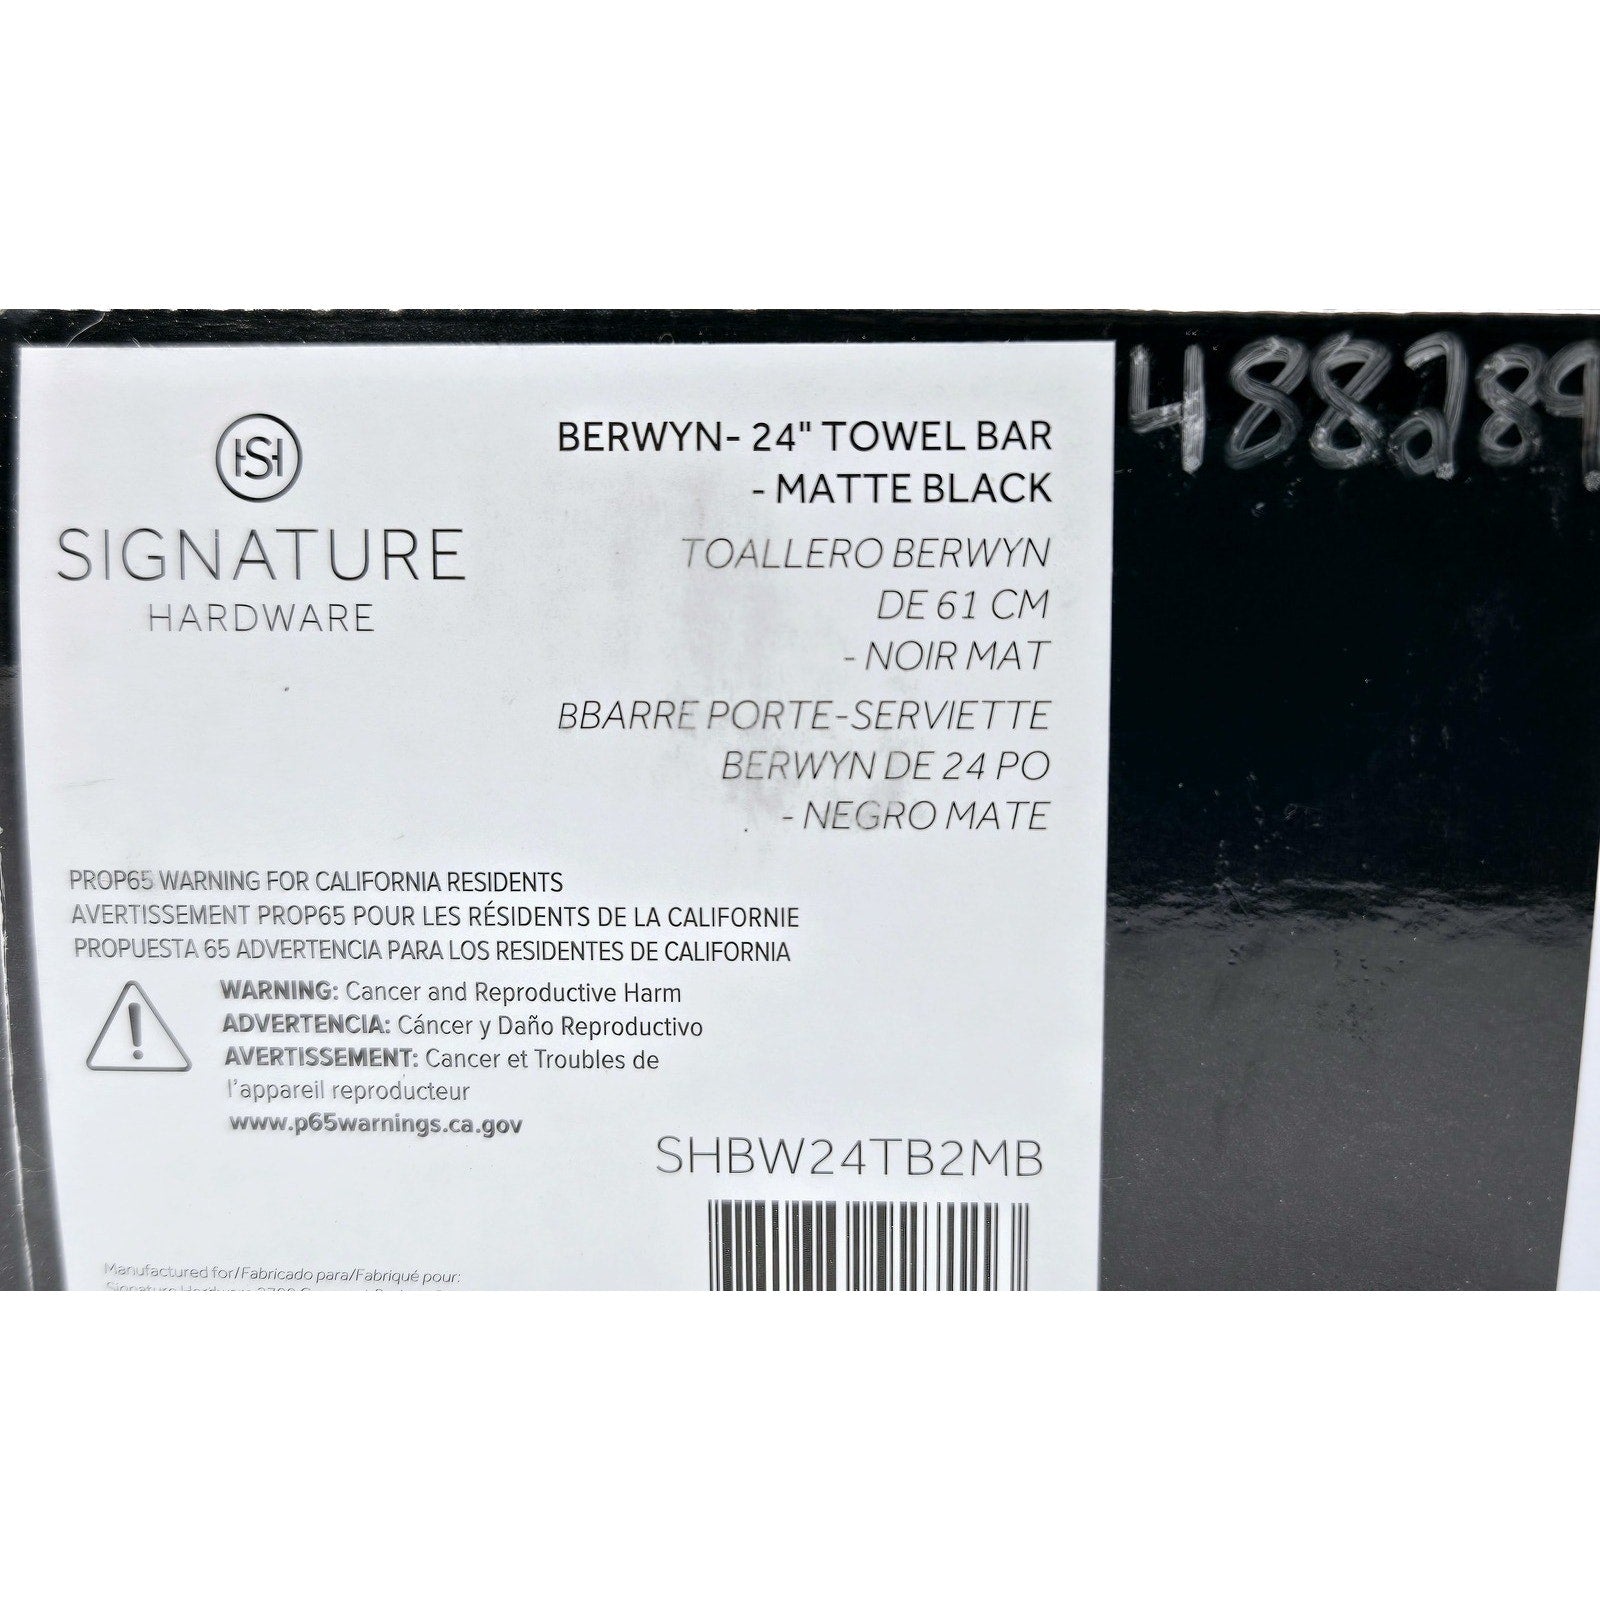 HSH
SIGNATURE
HARDWARE
BERWYN- 24" TOWEL BAR
- MATTE BLACK
TOALLERO BERWYN
DE 61 CM
- NOIR MAT
BBARRE PORTE-SERVIETTE
BERWYN DE 24 PO
- NEGRO MATE
488289
PROP65 WARNING FOR CALIFORNIA RESIDENTS
AVERTISSEMENT PROP65 POUR LES RÉSIDENTS DE LA CALIFORNIE
PROPUESTA 65 ADVERTENCIA PARA LOS RESIDENTES DE CALIFORNIA
WARNING: Cancer and Reproductive Harm
ADVERTENCIA: Cáncer y Daño Reproductivo
AVERTISSEMENT: Cancer et Troubles de
l'appareil reproducteur
www.p65warnings.ca.gov
SHBW24TB2MB
Manufactured for/Fabricado para/Fabriqué pour:
Signature Hardware